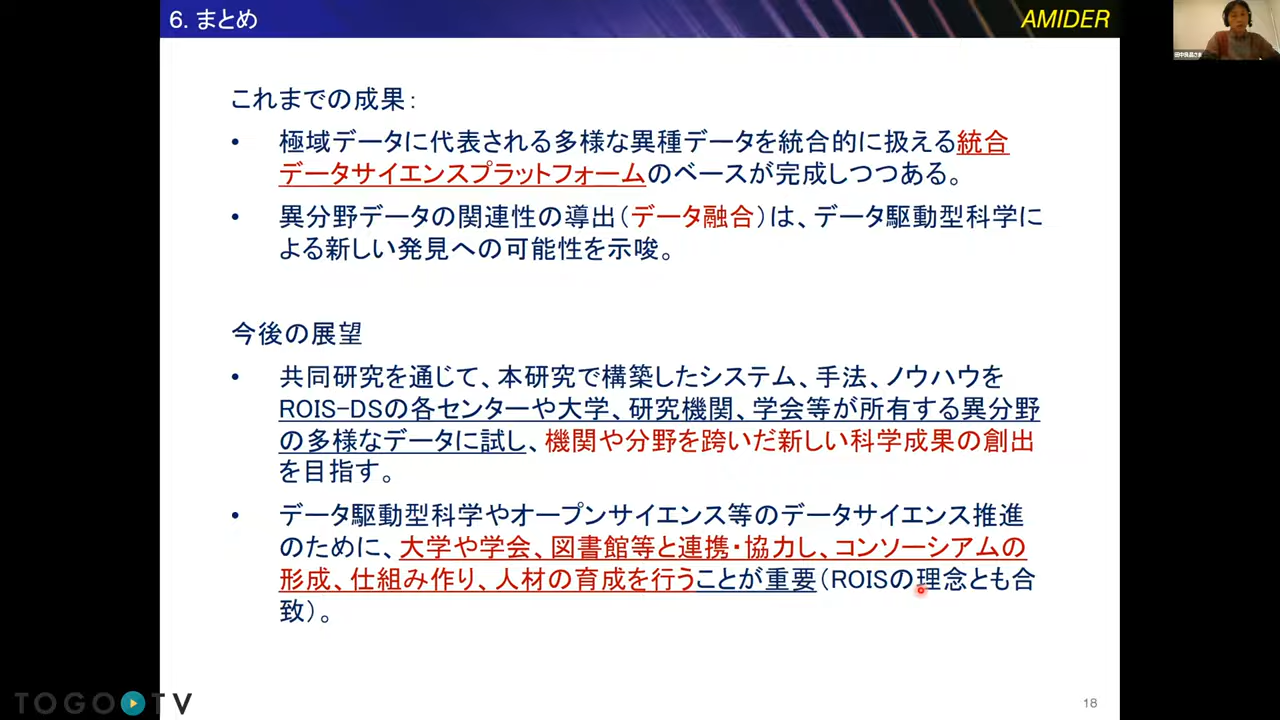 6. まとめ
AMIDER
田中良昌さま
これまでの成果：
• 極域データに代表される多様な異種データを統合的に扱える統合
データサイエンスプラットフォームのベースが完成しつつある。
• 異分野データの関連性の導出（データ融合）は、データ駆動型科学に
よる新しい発見への可能性を示唆。
今後の展望
• 共同研究を通じて、本研究で構築したシステム、手法、ノウハウを
ROIS-DSの各センターや大学、研究機関、学会等が所有する異分野
の多様なデータに試し、機関や分野を跨いだ新しい科学成果の創出
を目指す。
• データ駆動型科学やオープンサイエンス等のデータサイエンス推進
のために、大学や学会、図書館等と連携・協力し、コンソーシアムの
形成、仕組み作り、人材の育成を行うことが重要（ROISの理念とも合
致）。
TOGO TV
18